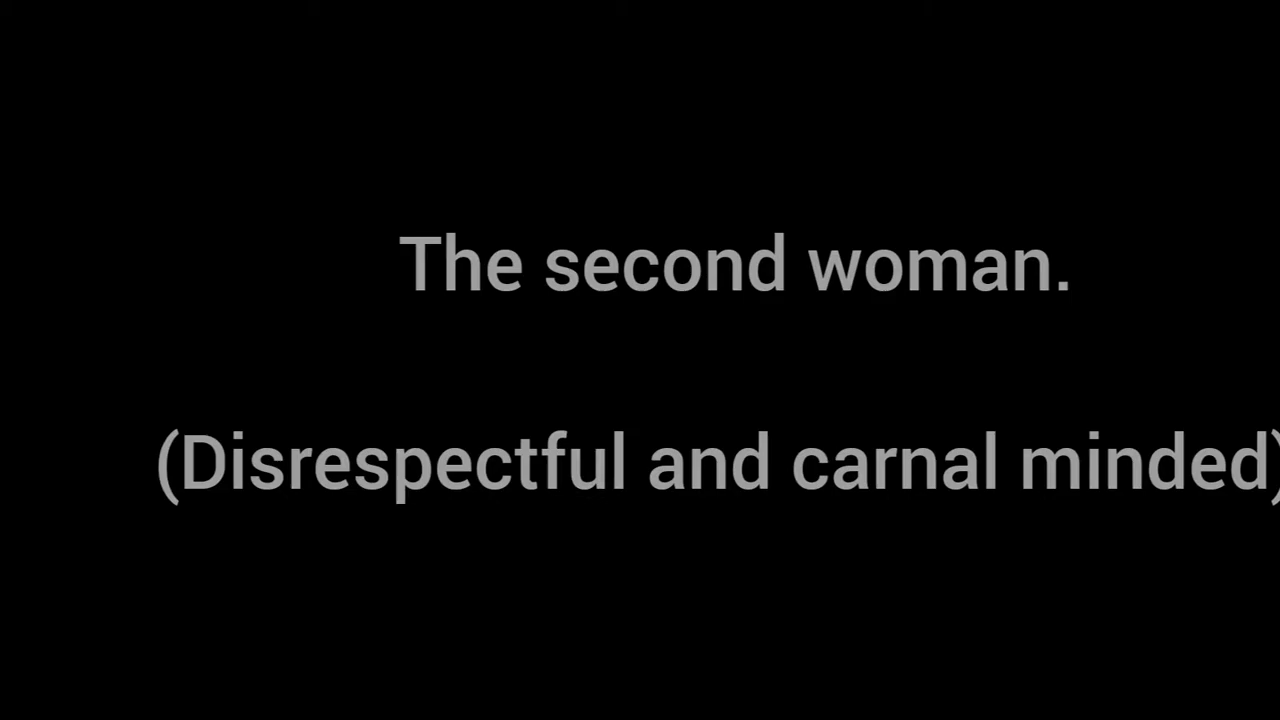 The second woman.
(Disrespectful and carnal minded)